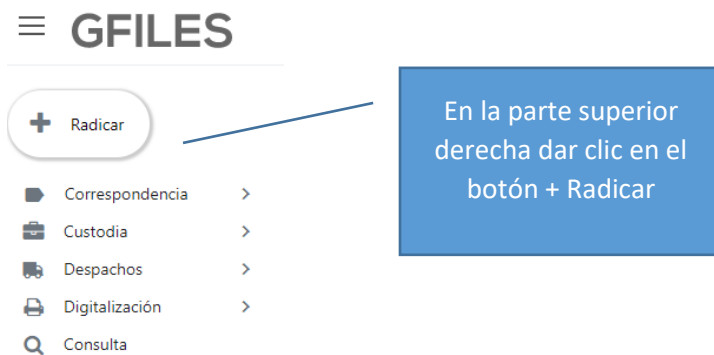 GFILES
Radicar
Correspondencia
Custodia
Despachos
Digitalización
Consulta
En la parte superior
derecha dar clic en el
botón + Radicar